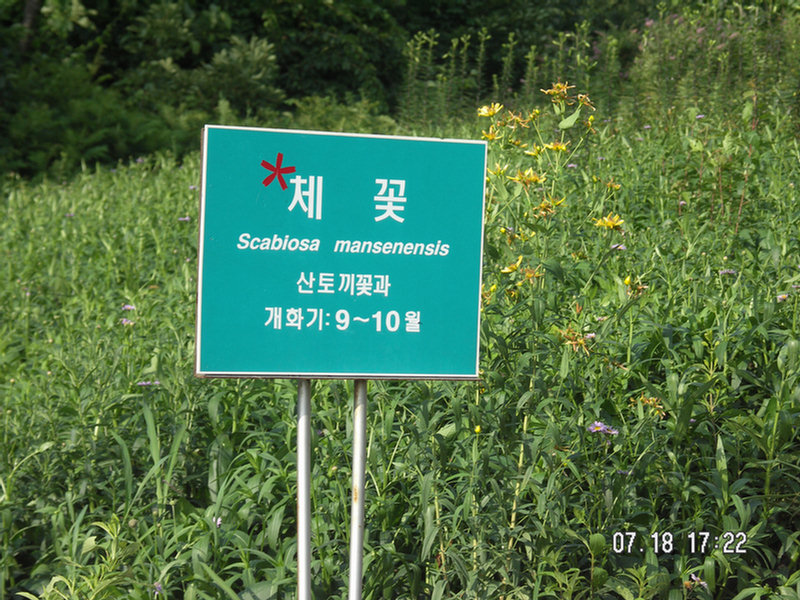 체 꽃
Scabiosa mansenensis
산토끼꽃과
개화기: 9~10월
07.18 17:22